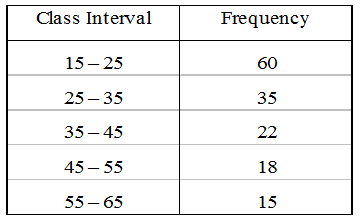 Class Interval Frequency
15 – 25 60
25 – 35 35
35 – 45 22
45 – 55 18
55 – 65 15